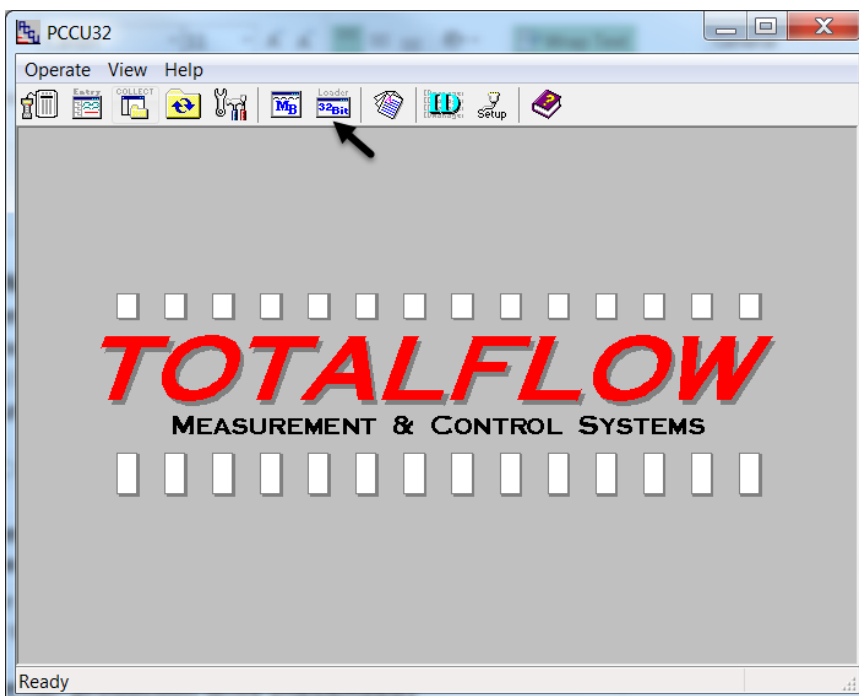 PCCU32
Operate View Help
Entry COLLECT MB Loader 32Bit ID Setup
TOTALFLOW
MEASUREMENT & CONTROL SYSTEMS
Ready